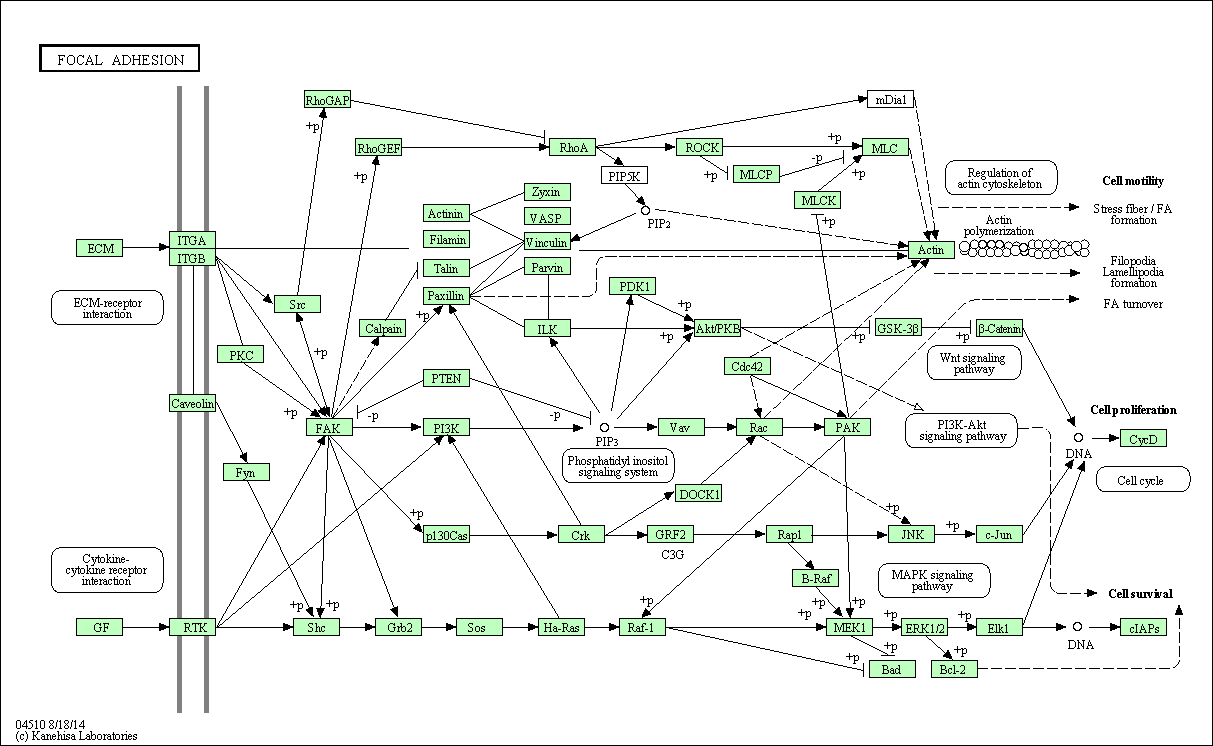 FOCAL ADHESION
RhoGAP
mDia1
+p
RhoGEF
RhoA
ROCK
+p
MLC
+p
PIP5K
+p
MLCP
-p
+p
Regulation of
actin cytoskeleton
Cell motility
Zyxin
MLCK
Actinin
VASP
PIP2
+p
Stress fiber / FA
formation
ECM
ITGA
ITGB
Filamin
Vinculin
Actin
Actin
polymerization
Talin
Parvin
Filopodia
Lamellipodia
formation
ECM-receptor
interaction
Src
Paxillin
PDK1
+p
FA turnover
+p
Calpain
ILK
+p
Akt/PKB
+p
GSK-3β
+p
β-Catenin
+p
PKC
Wnt signaling
pathway
PTEN
Cdc42
Caveolin
+p
-p
-p
Cell proliferation
FAK
PI3K
PIP3
Vav
Rac
PAK
PI3K-Akt
signaling pathway
DNA
CycD
Fyn
Phosphatidyl inositol
signaling system
Cell cycle
DOCK1
+p
+p
+p
p130Cas
Crk
GRF2
C3G
Rap1
JNK
+p
c-Jun
Cytokine-
cytokine receptor
interaction
B-Raf
MAPK signaling
pathway
Cell survival
+p
+p
+p
+p
+p
+p
+p
+p
GF
RTK
Shc
Grb2
Sos
Ha-Ras
Raf-1
MEK1
ERK1/2
Elk1
DNA
cIAPs
+p
+p
+p
Bad
Bcl-2
04510 8/18/14
(c) Kanehisa Laboratories